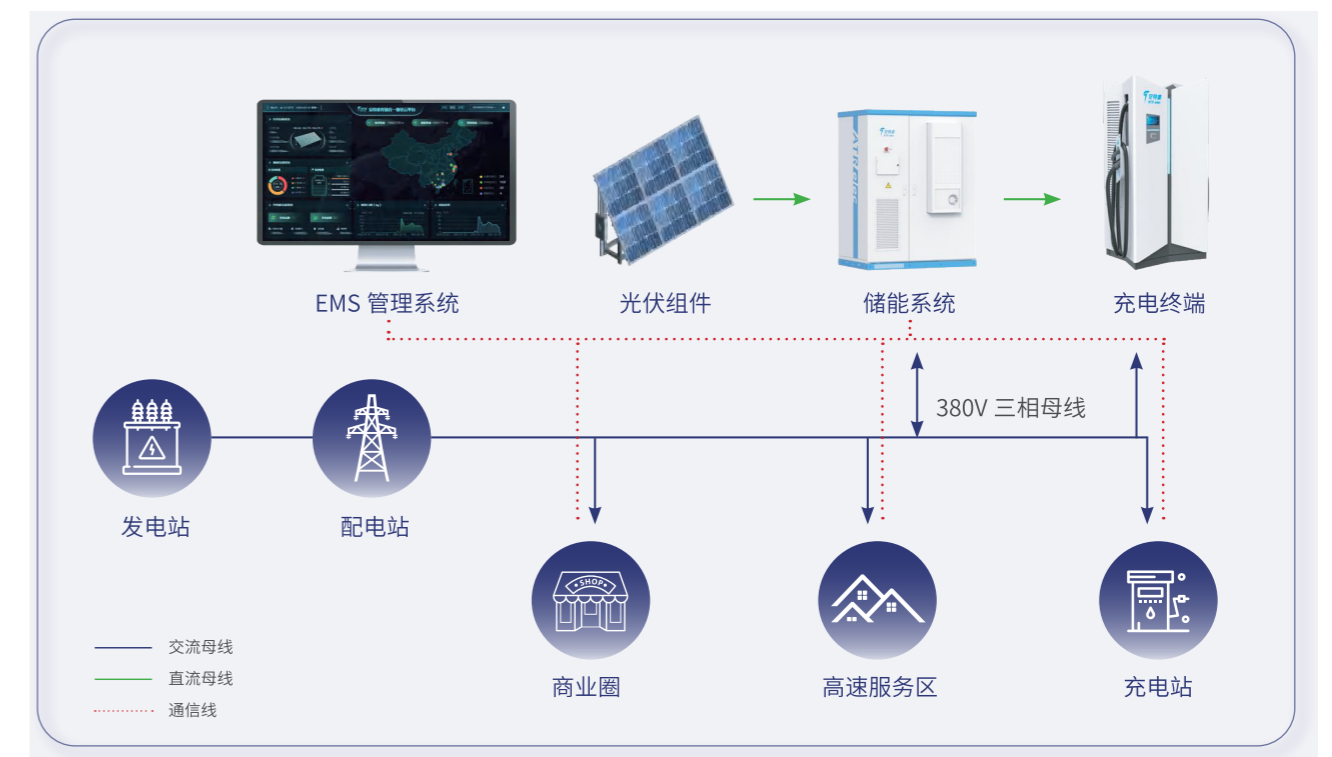 EMS 管理系统
光伏组件
储能系统
充电终端
380V 三相母线
发电站
配电站
SHOP
商业圈
高速服务区
充电站
交流母线
直流母线
通信线